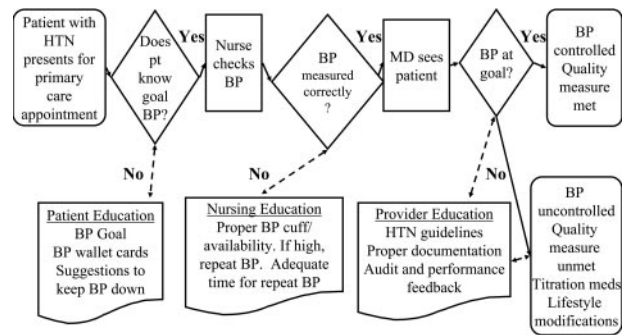 Patient with
HTN
presents for
primary
care
appointment
Does
pt
know
goal
BP?
Yes
Nurse
checks
BP
BP
measured
correctly
?
Yes
MD sees
patient
BP at
goal?
Yes
BP
controlled
Quality
measure
met
No
No
No
Patient Education
BP Goal
BP wallet cards
Suggestions to
keep BP down
Nursing Education
Proper BP cuff/
availability. If high,
repeat BP. Adequate
time for repeat BP
Provider Education
HTN guidelines
Proper documentation
Audit and performance
feedback
BP
uncontrolled
Quality
measure
unmet
Titration meds
Lifestyle
modifications